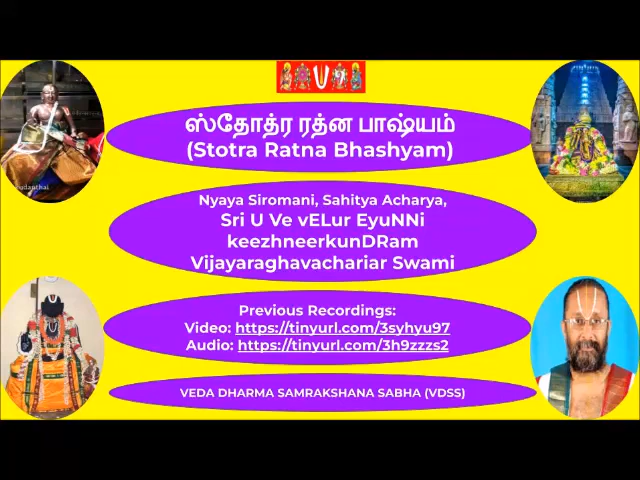 ஸ்தோத்ர ரத்ன பாஷ்யம்
(Stotra Ratna Bhashyam)
Nyaya Siromani, Sahitya Acharya,
Sri U Ve vELur EyuNNi
keezhneerkunDRam
Vijayaraghavachariar Swami
Previous Recordings:
Video: https://tinyurl.com/3syhyu97
Audio: https://tinyurl.com/3h9zzzs2
VEDA DHARMA SAMRAKSHANA SABHA (VDSS)